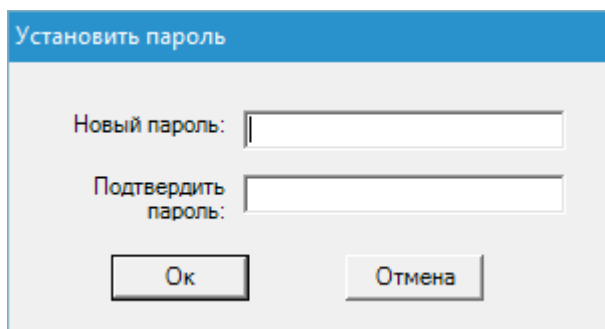 Установить пароль
Новый пароль:
Подтвердить
пароль:
Ок
Отмена